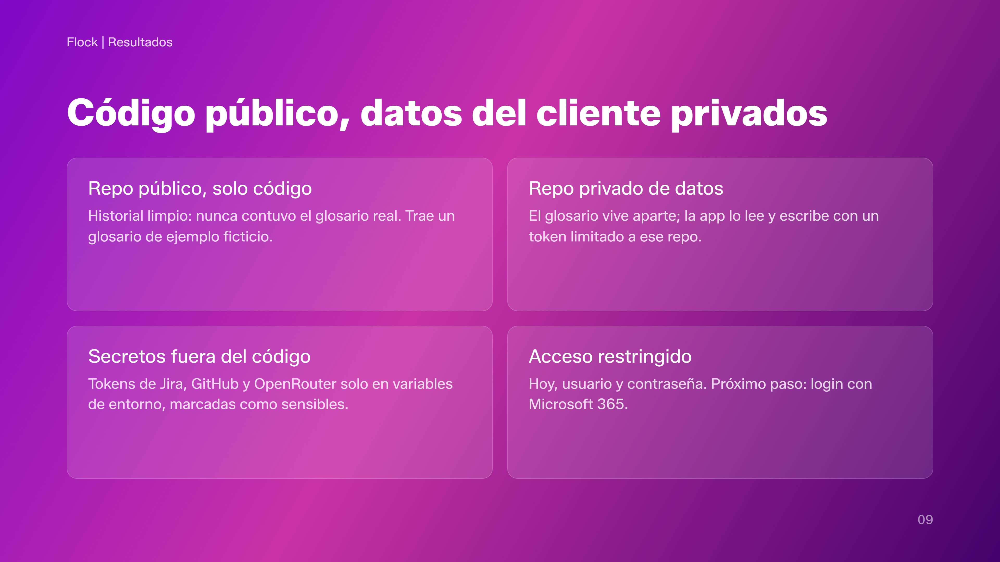 Flock | Resultados
Código público, datos del cliente privados
Repo público, solo código
Historial limpio: nunca contuvo el glosario real. Trae un
glosario de ejemplo ficticio.
Repo privado de datos
El glosario vive aparte; la app lo lee y escribe con un
token limitado a ese repo.
Secretos fuera del código
Tokens de Jira, GitHub y OpenRouter solo en variables
de entorno, marcadas como sensibles.
Acceso restringido
Hoy, usuario y contraseña. Próximo paso: login con
Microsoft 365.
09